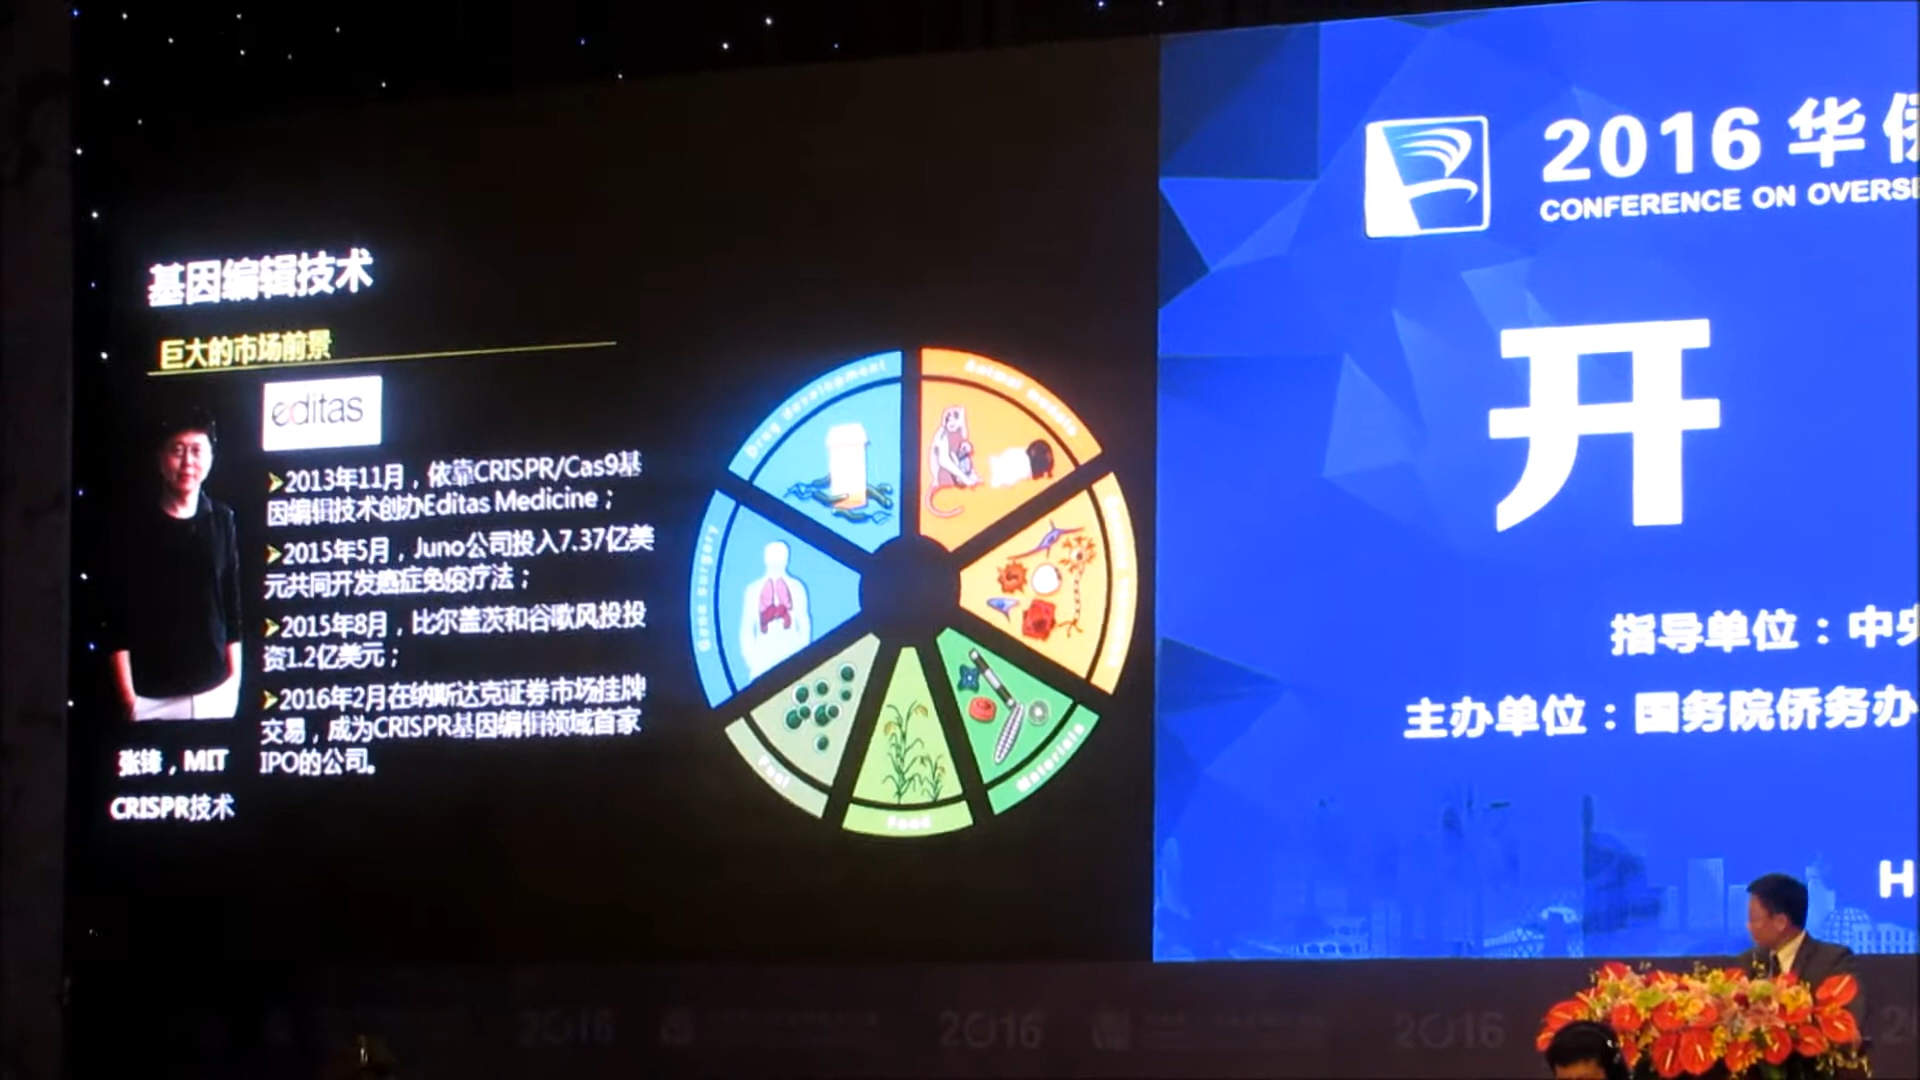 基因编辑技术
巨大的市场前景
editas
➤2013年11月，依靠CRISPR/Cas9基
因编辑技术创办Editas Medicine；
➤2015年5月，Juno公司投入7.37亿美
元共同开发癌症免疫疗法；
➤2015年8月，比尔盖茨和谷歌风投投
资1.2亿美元；
➤2016年2月在纳斯达克证券市场挂牌
交易，成为CRISPR基因编辑领域首家
IPO的公司。
张锋，MIT
CRISPR技术
Drug Development
Animal models
Gene surgery
Materials
Fuel
Food
2016 华侨
CONFERENCE ON OVERSE
开
指导单位：中央
主办单位：国务院侨务办
H
2016
2016
2016